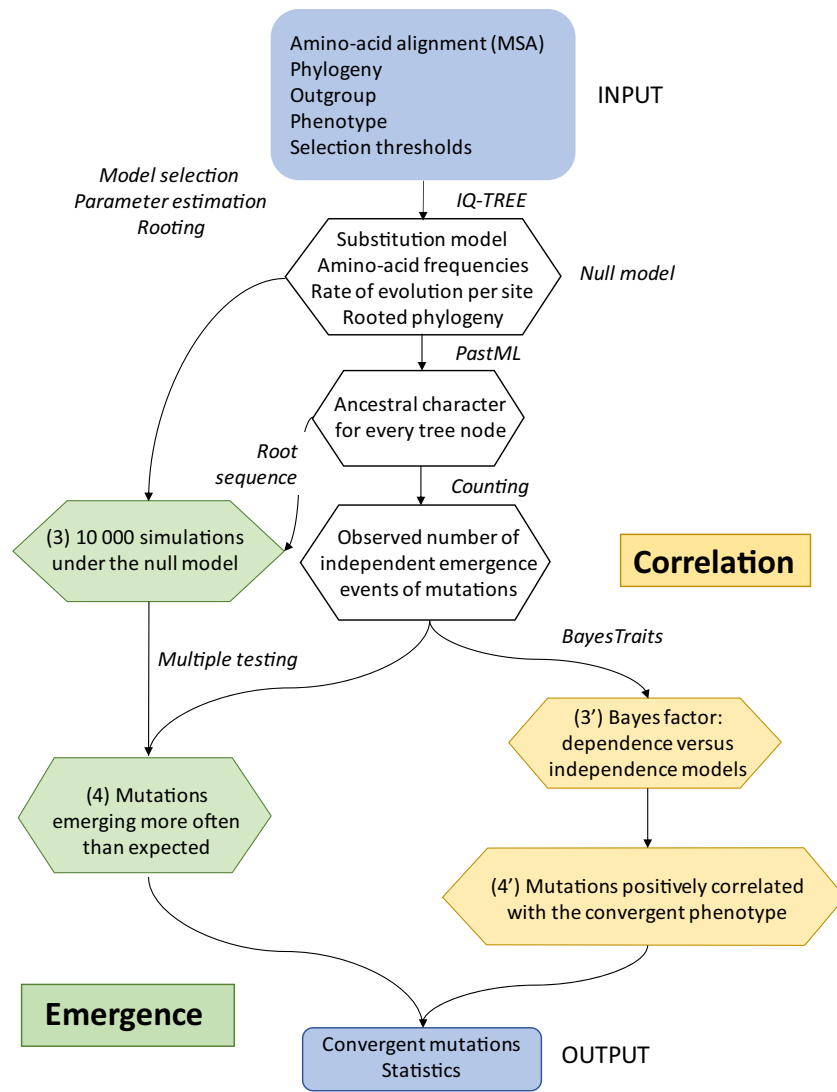 Amino-acid alignment (MSA)
Phylogeny
Outgroup
Phenotype
Selection thresholds
INPUT
Model selection
Parameter estimation
Rooting
IQ-TREE
Substitution model
Amino-acid frequencies
Rate of evolution per site
Rooted phylogeny
Null model
PastML
Ancestral character
for every tree node
Root
sequence
Counting
(3) 10 000 simulations
under the null model
Observed number of
independent emergence
events of mutations
Correlation
Multiple testing
BayesTraits
(3’) Bayes factor:
dependence versus
independence models
(4) Mutations
emerging more often
than expected
(4’) Mutations positively correlated
with the convergent phenotype
Emergence
Convergent mutations
Statistics
OUTPUT